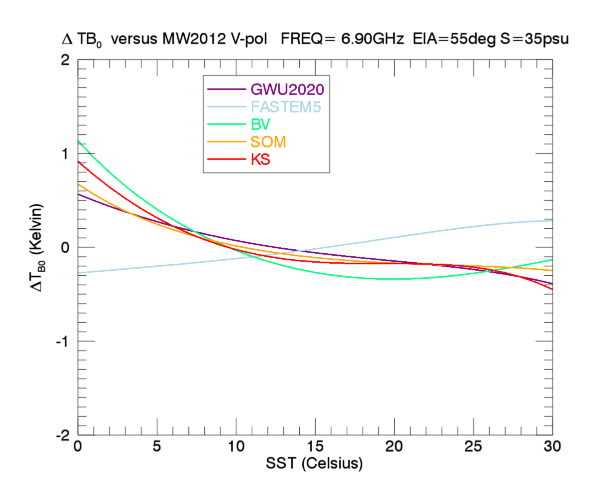 Δ TB₀ versus MW2012 V-pol FREQ= 6.90GHz EIA=55deg S=35psu
2
GWU2020
FASTEM5
BV
SOM
KS
1
0
-1
-2
ΔT_B0 (Kelvin)
0 5 10 15 20 25 30
SST (Celsius)